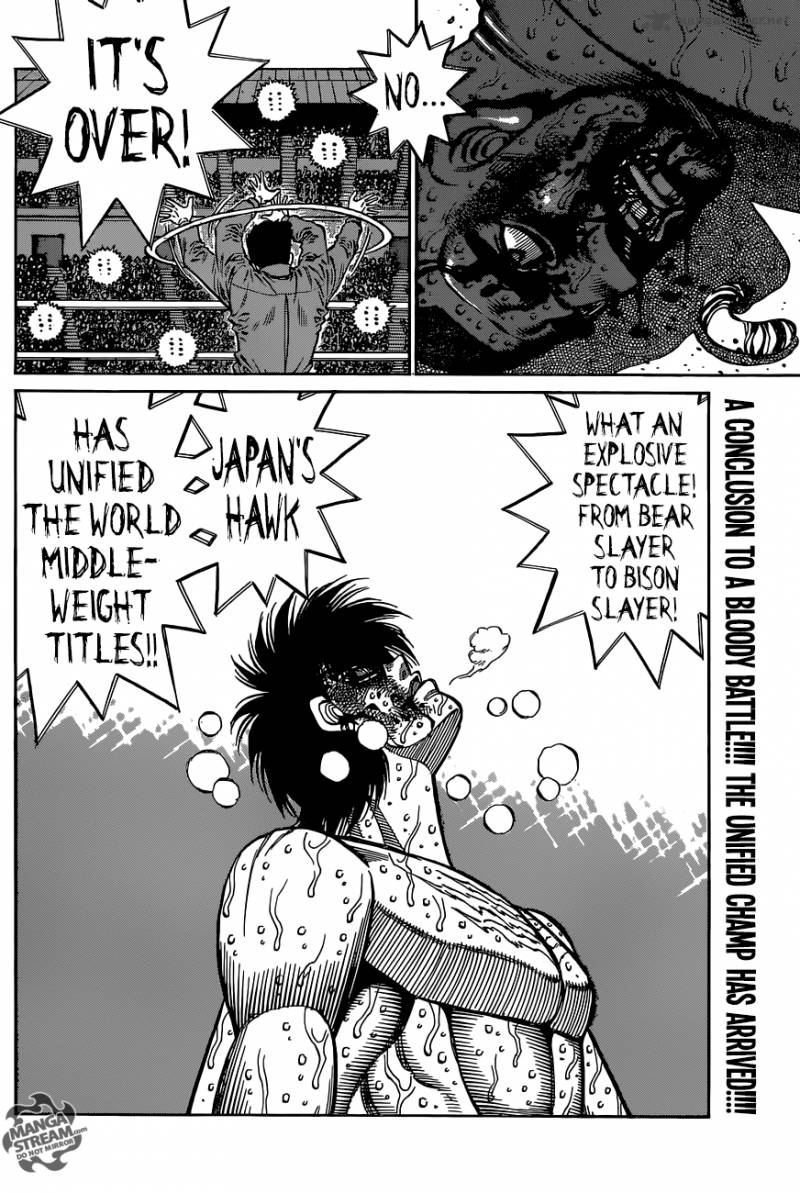 NO...
IT'S
OVER!
WHAT AN
EXPLOSIVE
SPECTACLE!
FROM BEAR
SLAYER
TO BISON
SLAYER!
JAPAN'S
HAWK
HAS
UNIFIED
THE WORLD
MIDDLE-
WEIGHT
TITLES!!
A CONCLUSION TO A BLOODY BATTLE!!!! THE UNIFIED CHAMP HAS ARRIVED!!!!
MANGA
STREAM.com
DO NOT MIRROR